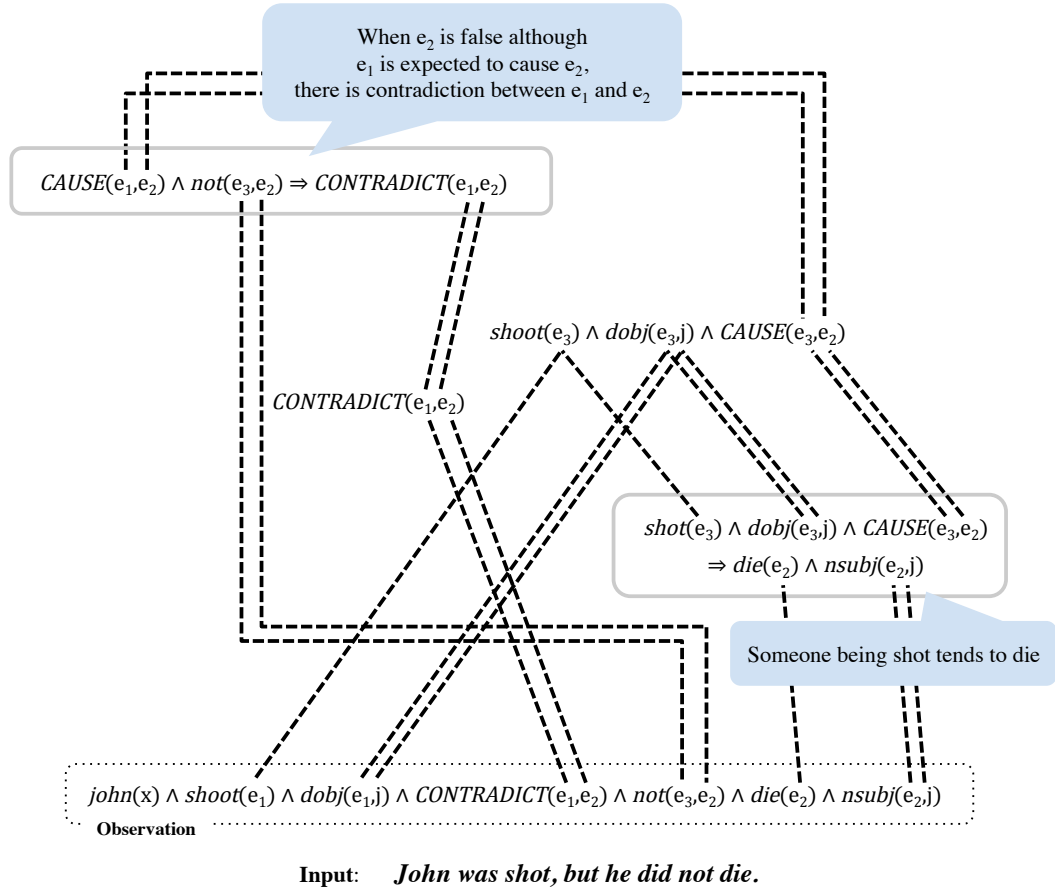 When e₂ is false although
e₁ is expected to cause e₂,
there is contradiction between e₁ and e₂
CAUSE(e₁,e₂) ∧ not(e₃,e₂) ⇒ CONTRADICT(e₁,e₂)
shoot(e₃) ∧ dobj(e₃,j) ∧ CAUSE(e₃,e₂)
CONTRADICT(e₁,e₂)
shot(e₃) ∧ dobj(e₃,j) ∧ CAUSE(e₃,e₂)
⇒ die(e₂) ∧ nsubj(e₂,j)
Someone being shot tends to die
john(x) ∧ shoot(e₁) ∧ dobj(e₁,j) ∧ CONTRADICT(e₁,e₂) ∧ not(e₃,e₂) ∧ die(e₂) ∧ nsubj(e₂,j)
Observation
Input: John was shot, but he did not die.